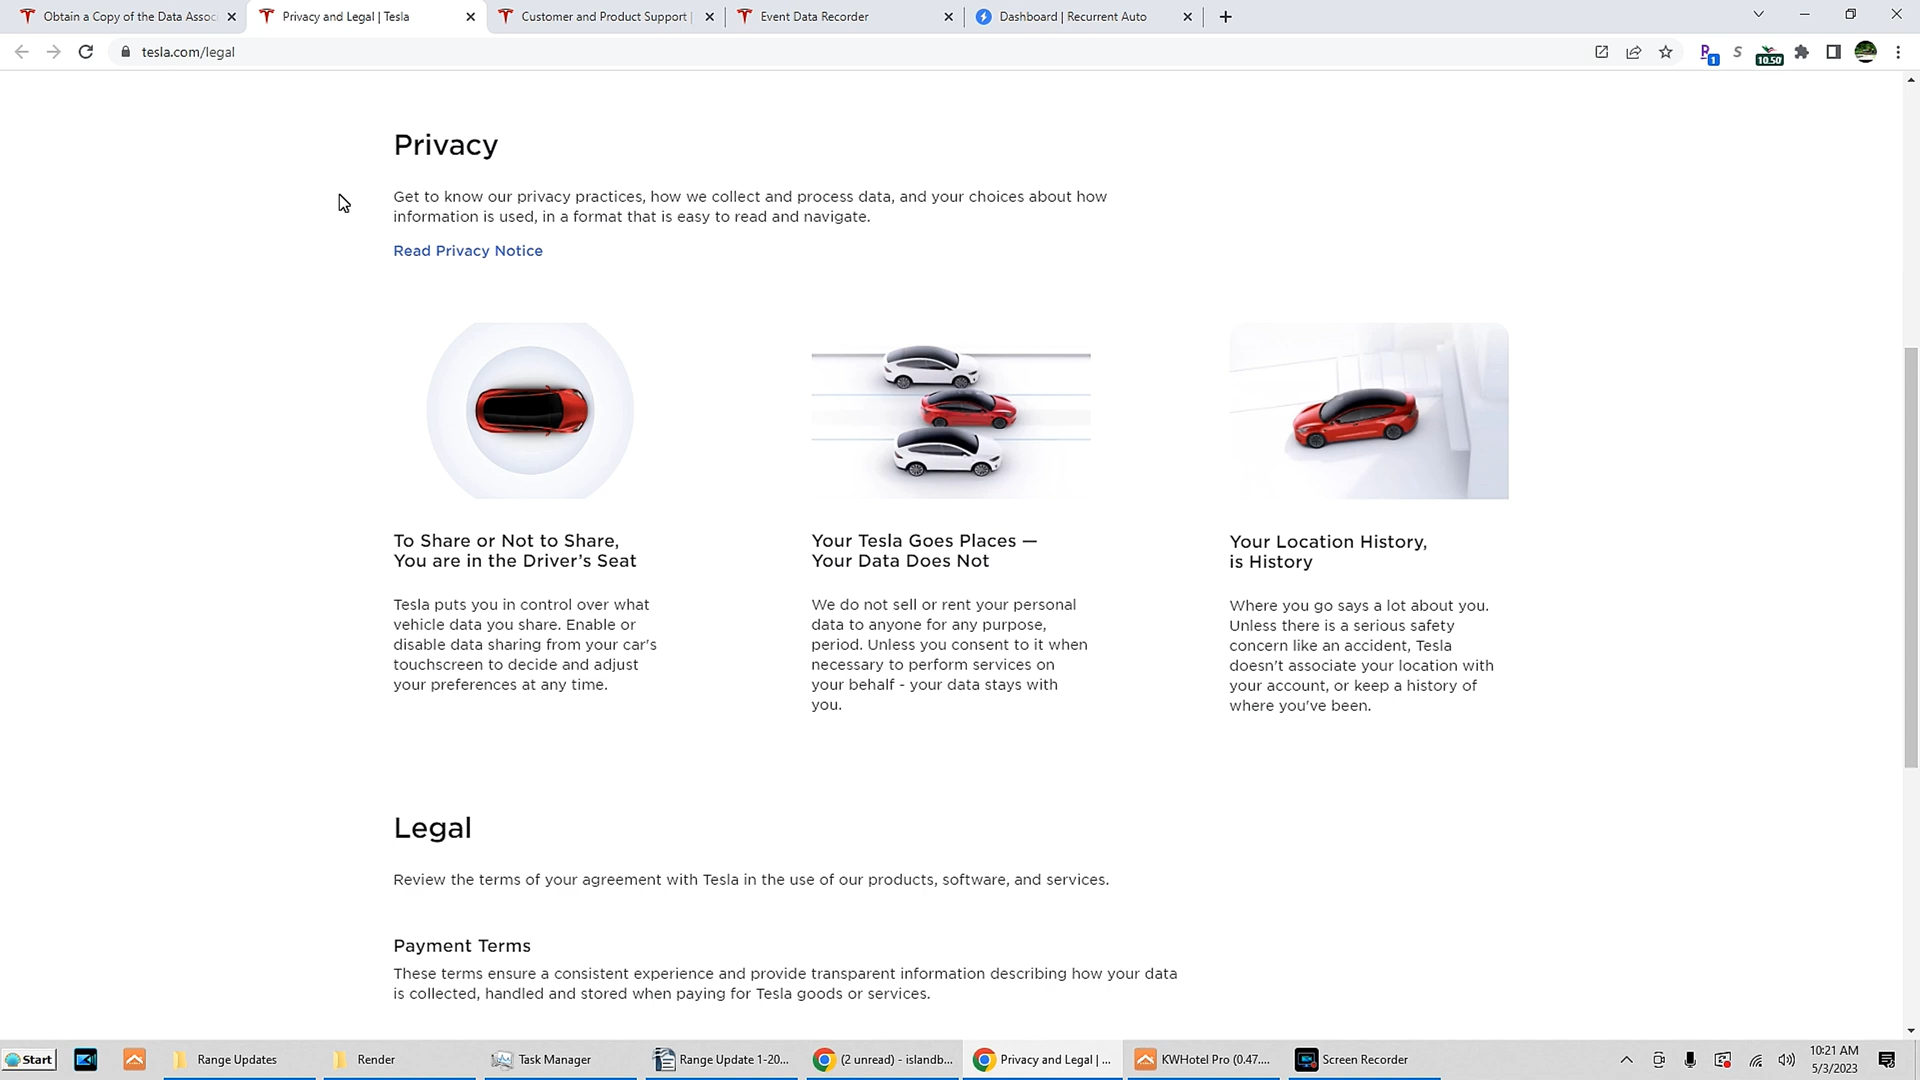 Obtain a Copy of the Data Assoc
Privacy and Legal | Tesla
Customer and Product Support |
Event Data Recorder
Dashboard | Recurrent Auto
tesla.com/legal
1
S
10.50
Privacy
Get to know our privacy practices, how we collect and process data, and your choices about how
information is used, in a format that is easy to read and navigate.
Read Privacy Notice
To Share or Not to Share,
You are in the Driver’s Seat
Tesla puts you in control over what
vehicle data you share. Enable or
disable data sharing from your car's
touchscreen to decide and adjust
your preferences at any time.
Your Tesla Goes Places —
Your Data Does Not
We do not sell or rent your personal
data to anyone for any purpose,
period. Unless you consent to it when
necessary to perform services on
your behalf - your data stays with
you.
Your Location History,
is History
Where you go says a lot about you.
Unless there is a serious safety
concern like an accident, Tesla
doesn't associate your location with
your account, or keep a history of
where you've been.
Legal
Review the terms of your agreement with Tesla in the use of our products, software, and services.
Payment Terms
These terms ensure a consistent experience and provide transparent information describing how your data
is collected, handled and stored when paying for Tesla goods or services.
Start
Range Updates
Render
Task Manager
Range Update 1-20...
(2 unread) - islandb...
Privacy and Legal | ...
KWHotel Pro (0.47....
Screen Recorder
10:21 AM
5/3/2023